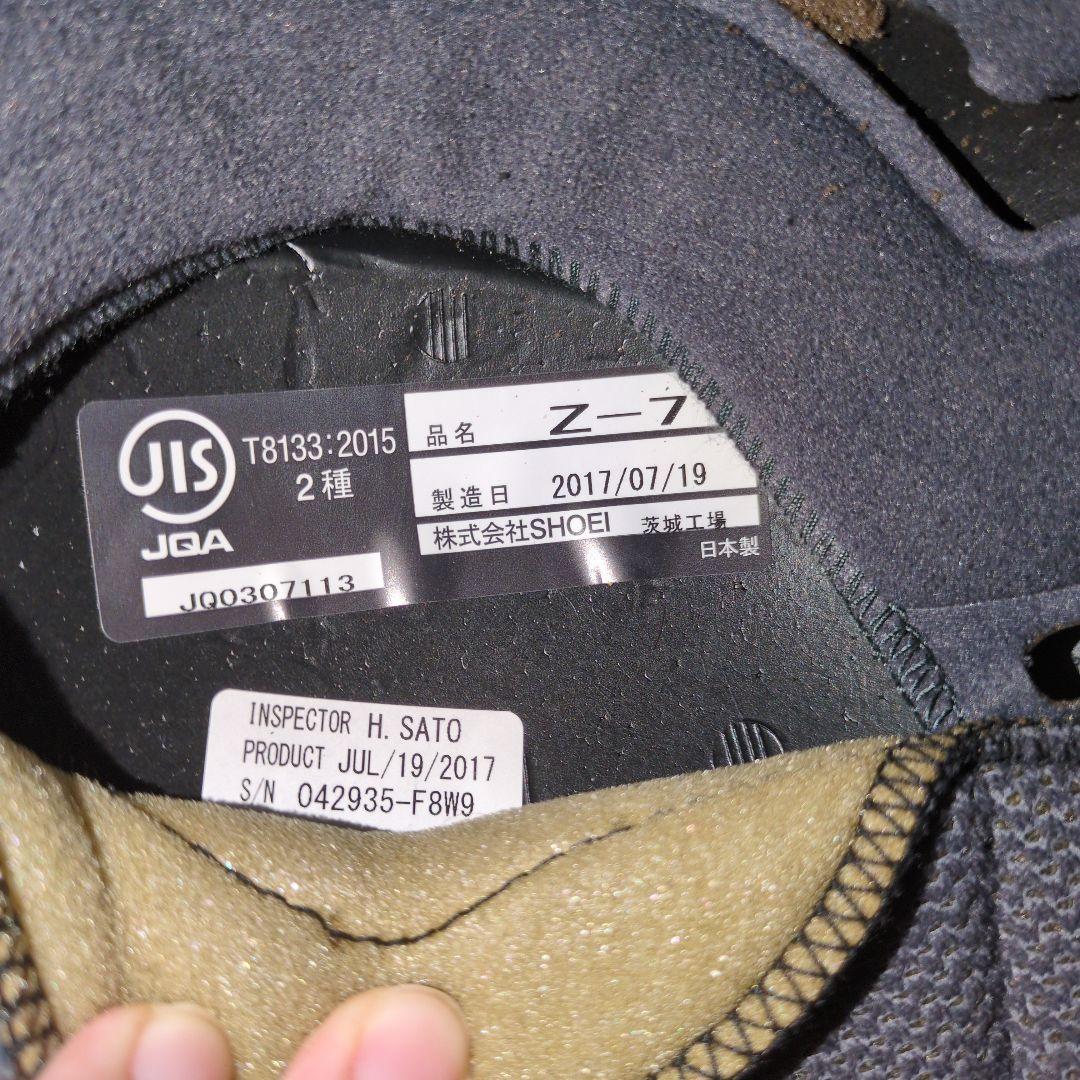 JIS
JQA
T8133:2015
2種
JQ0307113
品名 Z-7
製造日 2017/07/19
株式会社SHOEI 茨城工場
日本製
INSPECTOR H. SATO
PRODUCT JUL/19/2017
S/N 042935-F8W9